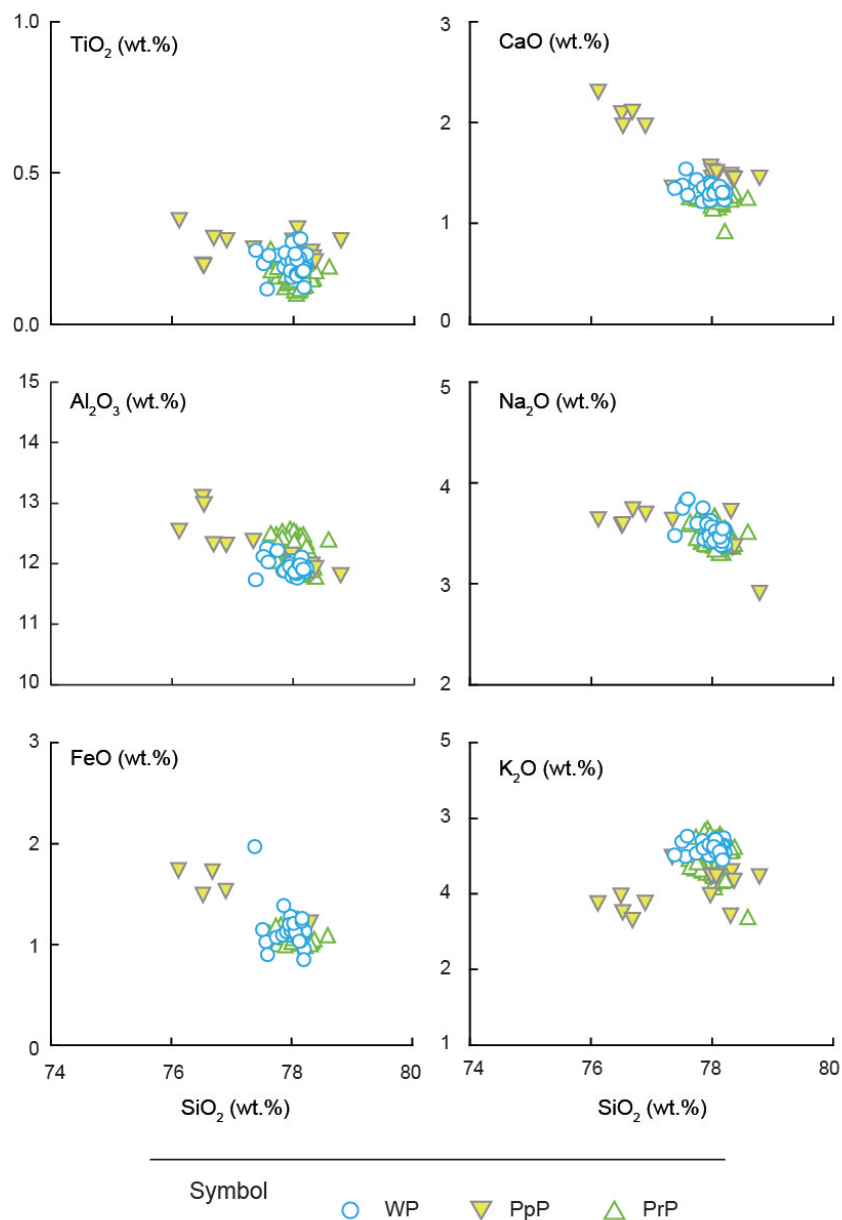 TiO₂ (wt.%)
1.0
0.5
0.0
CaO (wt.%)
3
2
1
0
Al₂O₃ (wt.%)
15
14
13
12
11
10
Na₂O (wt.%)
5
4
3
2
FeO (wt.%)
3
2
1
0
74 76 78 80
SiO₂ (wt.%)
K₂O (wt.%)
5
3
4
2
1
74 76 78 80
SiO₂ (wt.%)
Symbol WP PpP PrP